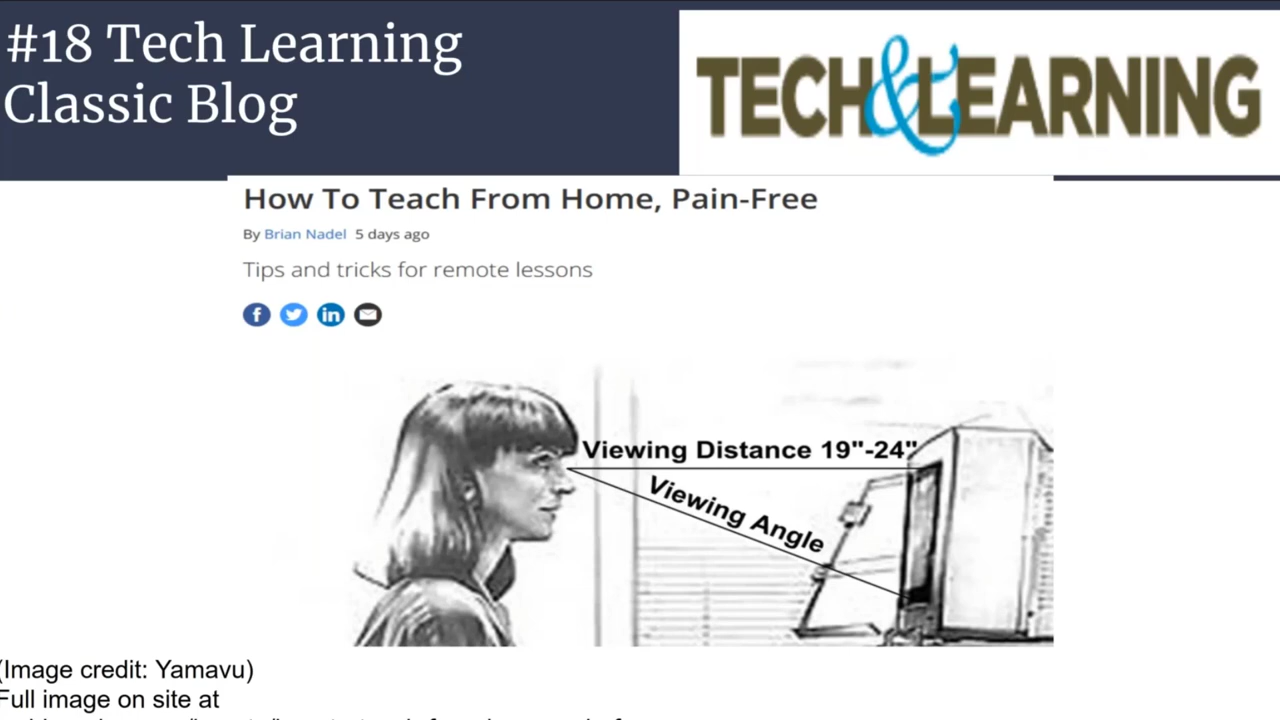 #18 Tech Learning
Classic Blog
TECH&LEARNING
How To Teach From Home, Pain-Free
By Brian Nadel 5 days ago
Tips and tricks for remote lessons
f in
Viewing Distance 19"-24"
Viewing Angle
(Image credit: Yamavu)
Full image on site at